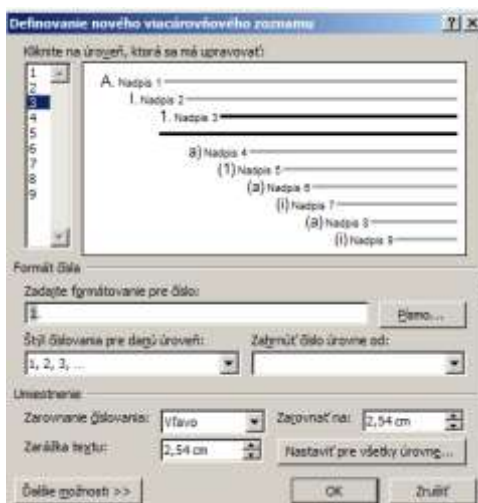 Definovanie nového viacúrovňového zoznamu
Kliknite na úroveň, ktorá sa má upravovať:
1
2
3
4
5
6
7
8
9
A. Nadpis 1
I. Nadpis 2
1. Nadpis 3
a) Nadpis 4
(1) Nadpis 5
(a) Nadpis 6
(i) Nadpis 7
(a) Nadpis 8
(i) Nadpis 9
Formát čísla
Zadajte formátovanie pre číslo:
1.
Písmo...
Štýl číslovania pre danú úroveň:
Zahrnúť číslo úrovne od:
1, 2, 3, ...
Umiestnenie
Zarovnanie číslovania:
Vľavo
Zarovnať na:
2,54 cm
Zarážka textu:
2,54 cm
Nastaviť pre všetky úrovne...
Ďalšie možnosti >>
OK
Zrušiť